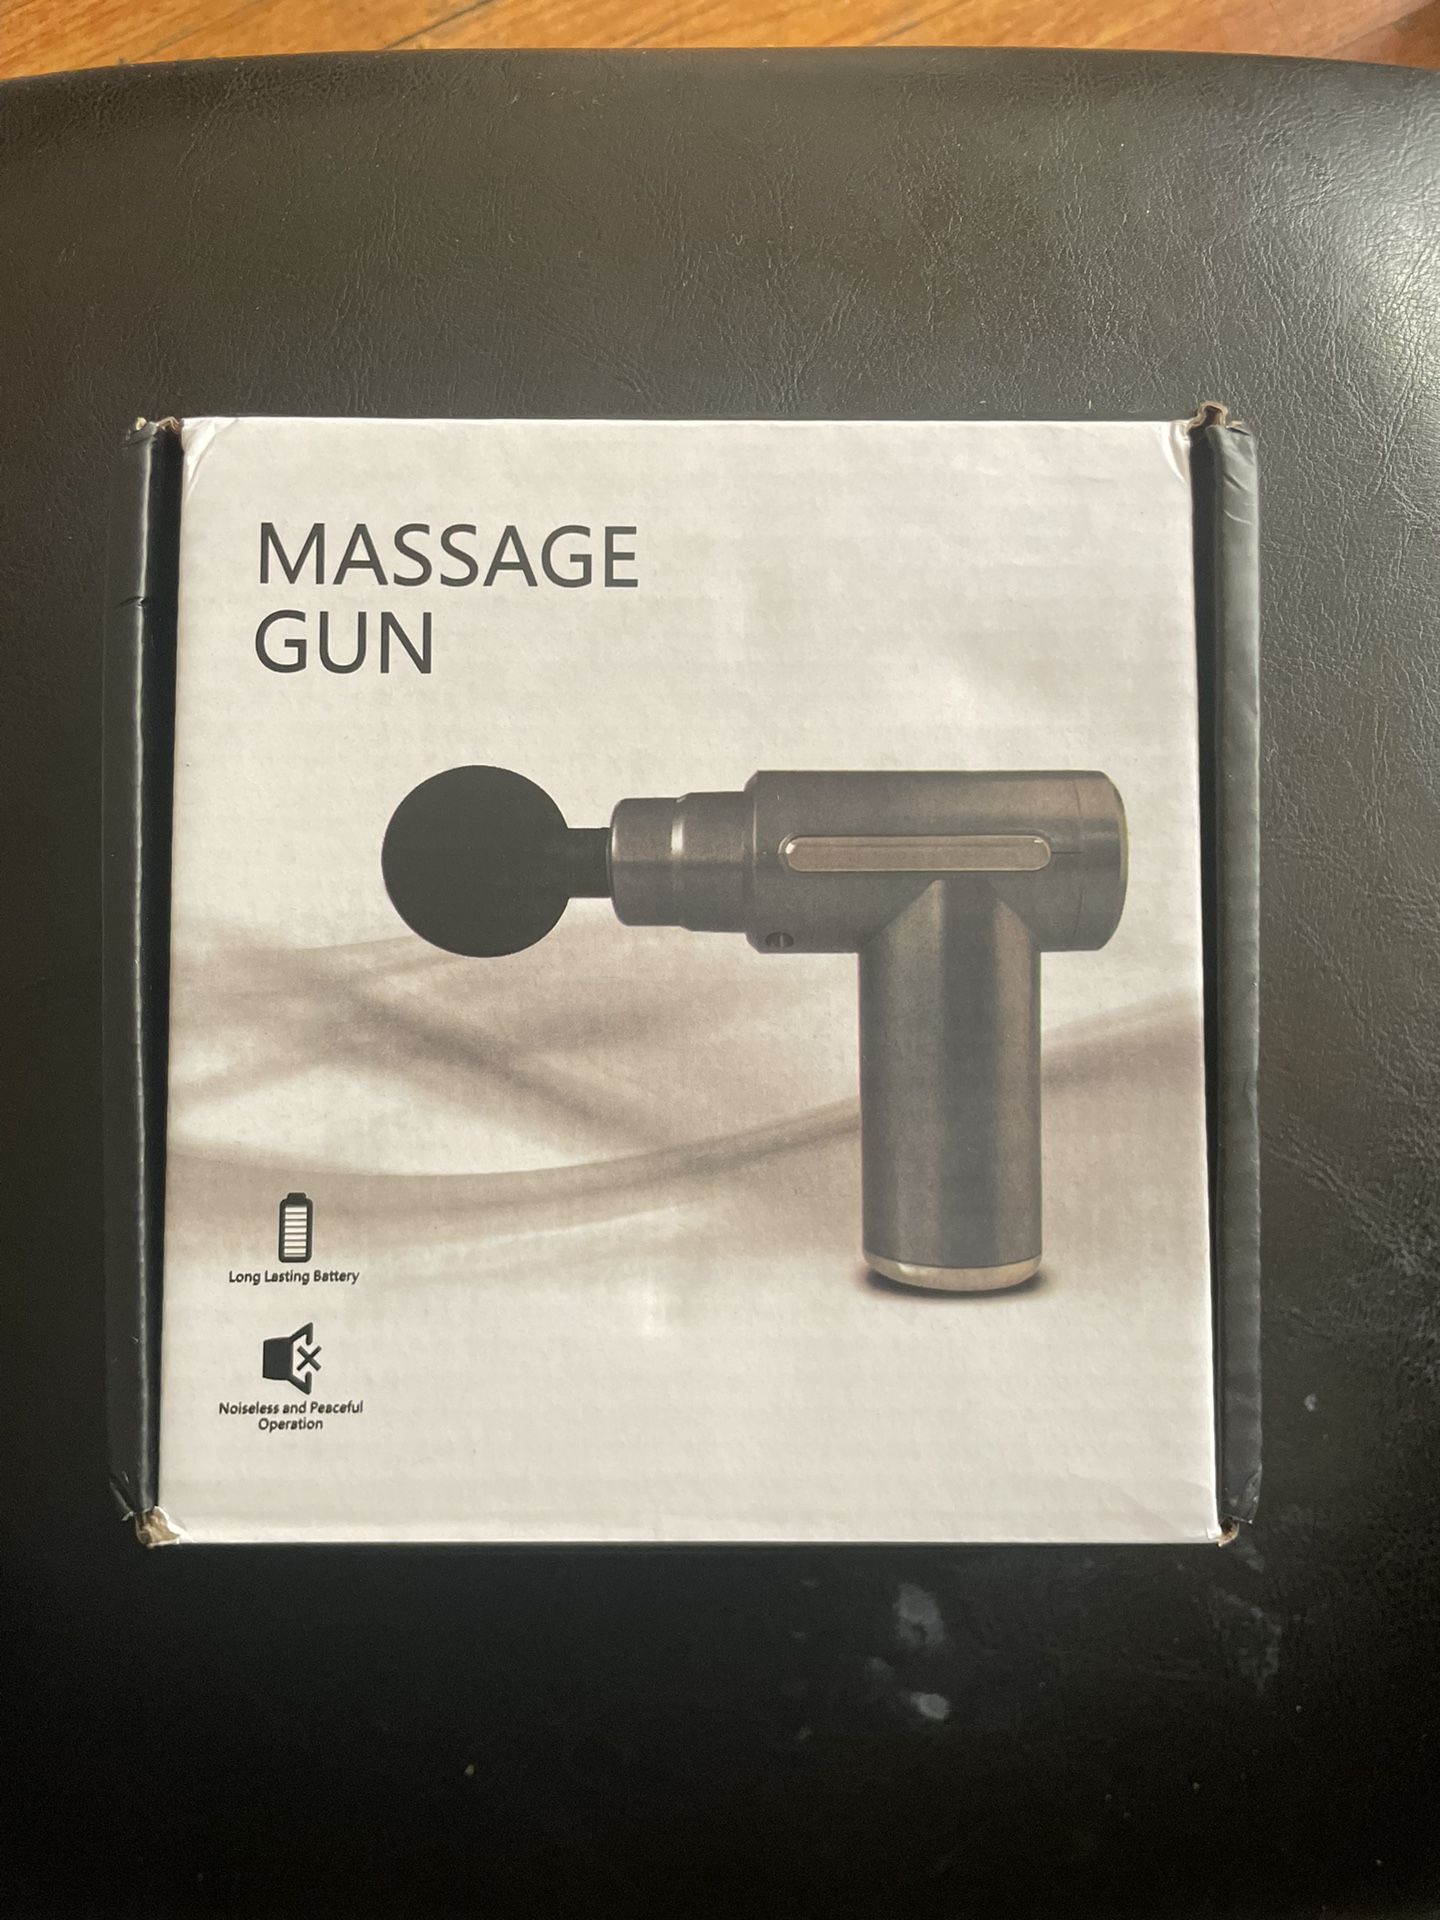 MASSAGE
GUN
Long Lasting Battery
Noiseless and Peaceful
Operation